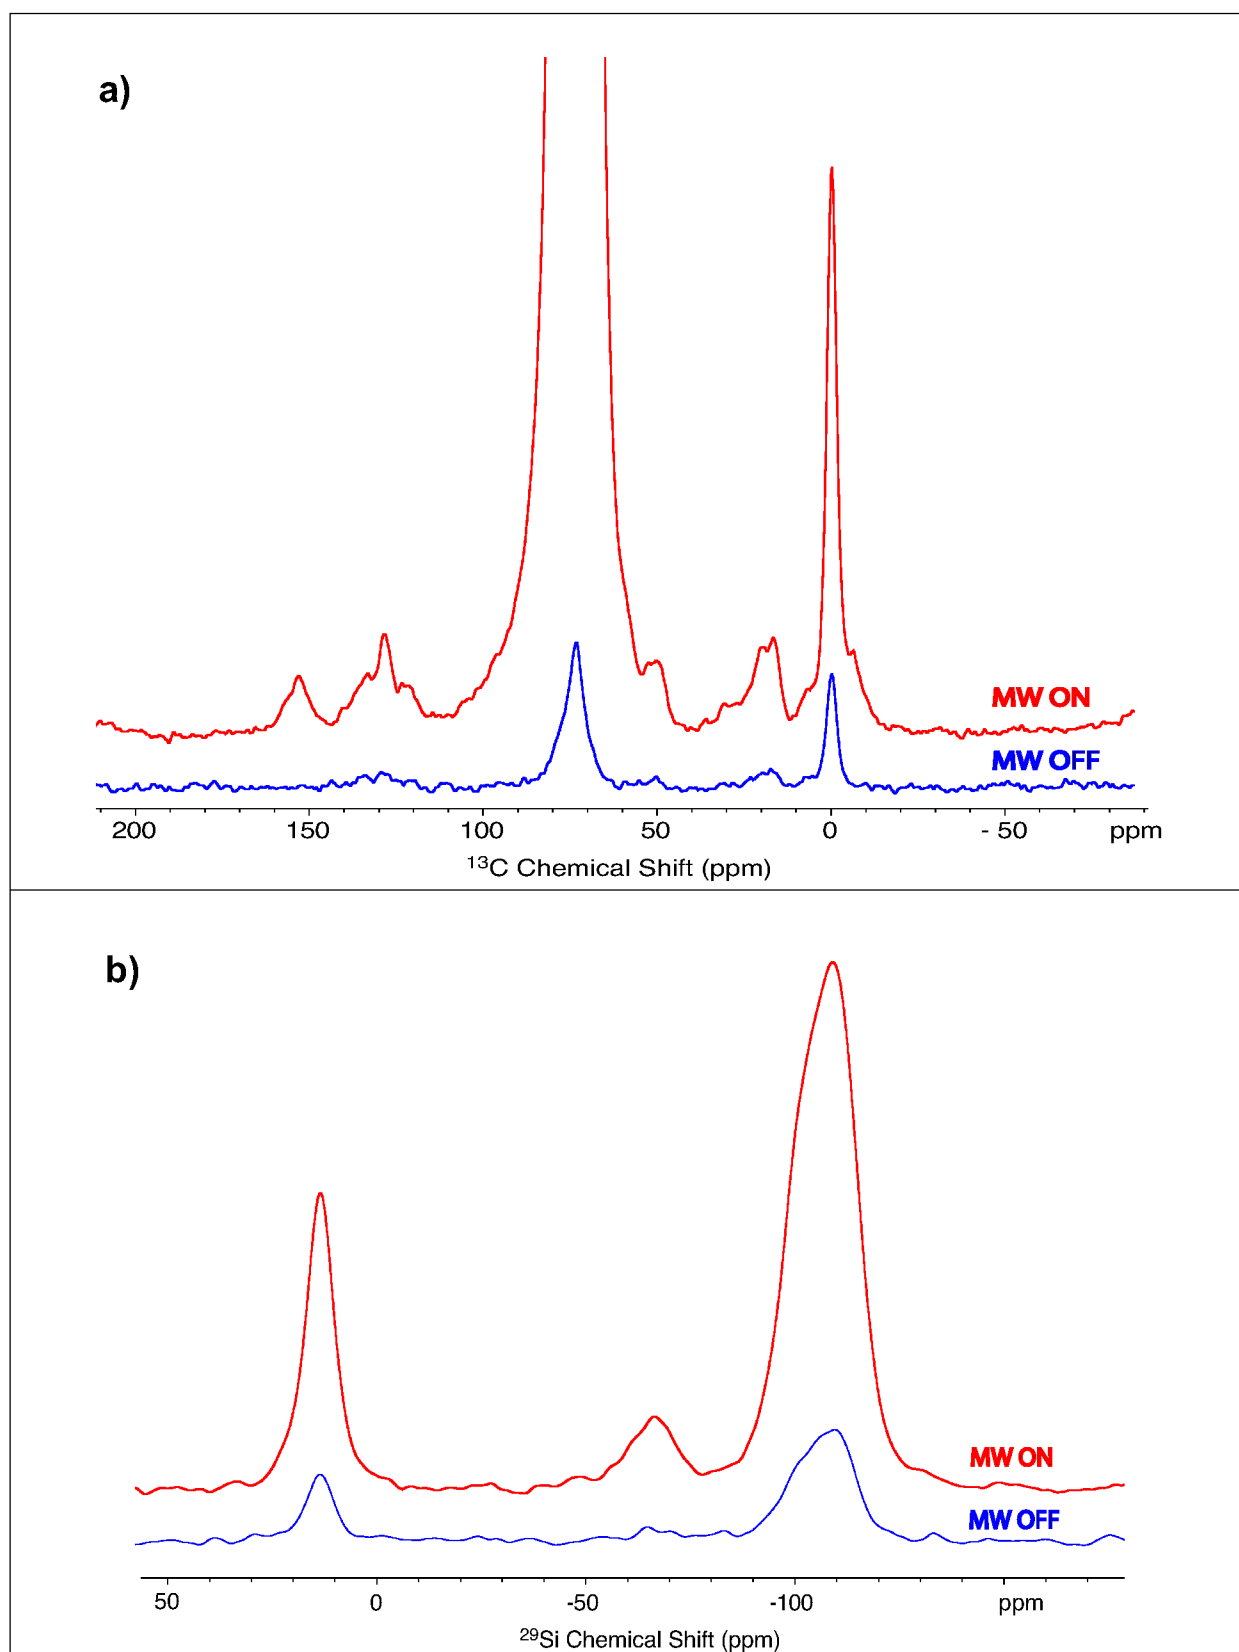 a)
MW ON
MW OFF
200 150 100 50 0 - 50 ppm
¹³C Chemical Shift (ppm)
b)
MW ON
MW OFF
50 0 -50 -100 ppm
²⁹Si Chemical Shift (ppm)